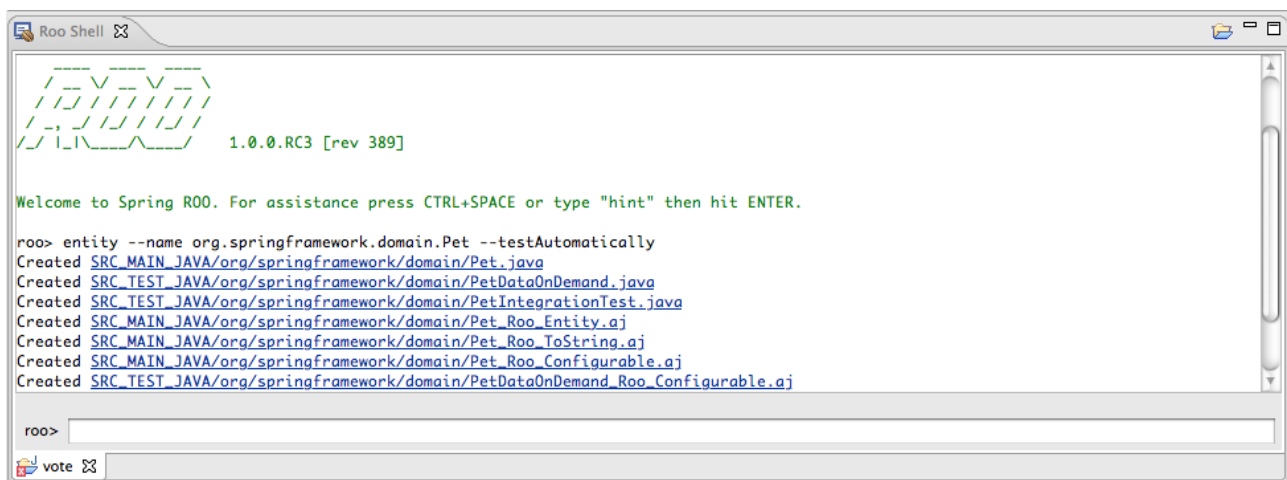 Roo Shell
1.0.0.RC3 [rev 389]
Welcome to Spring ROO. For assistance press CTRL+SPACE or type "hint" then hit ENTER.
roo> entity --name org.springframework.domain.Pet --testAutomatically
Created SRC_MAIN_JAVA/org/springframework/domain/Pet.java
Created SRC_TEST_JAVA/org/springframework/domain/PetDataOnDemand.java
Created SRC_TEST_JAVA/org/springframework/domain/PetIntegrationTest.java
Created SRC_MAIN_JAVA/org/springframework/domain/Pet_Roo_Entity.aj
Created SRC_MAIN_JAVA/org/springframework/domain/Pet_Roo_ToString.aj
Created SRC_MAIN_JAVA/org/springframework/domain/Pet_Roo_Configurable.aj
Created SRC_TEST_JAVA/org/springframework/domain/PetDataOnDemand_Roo_Configurable.aj
roo>
vote